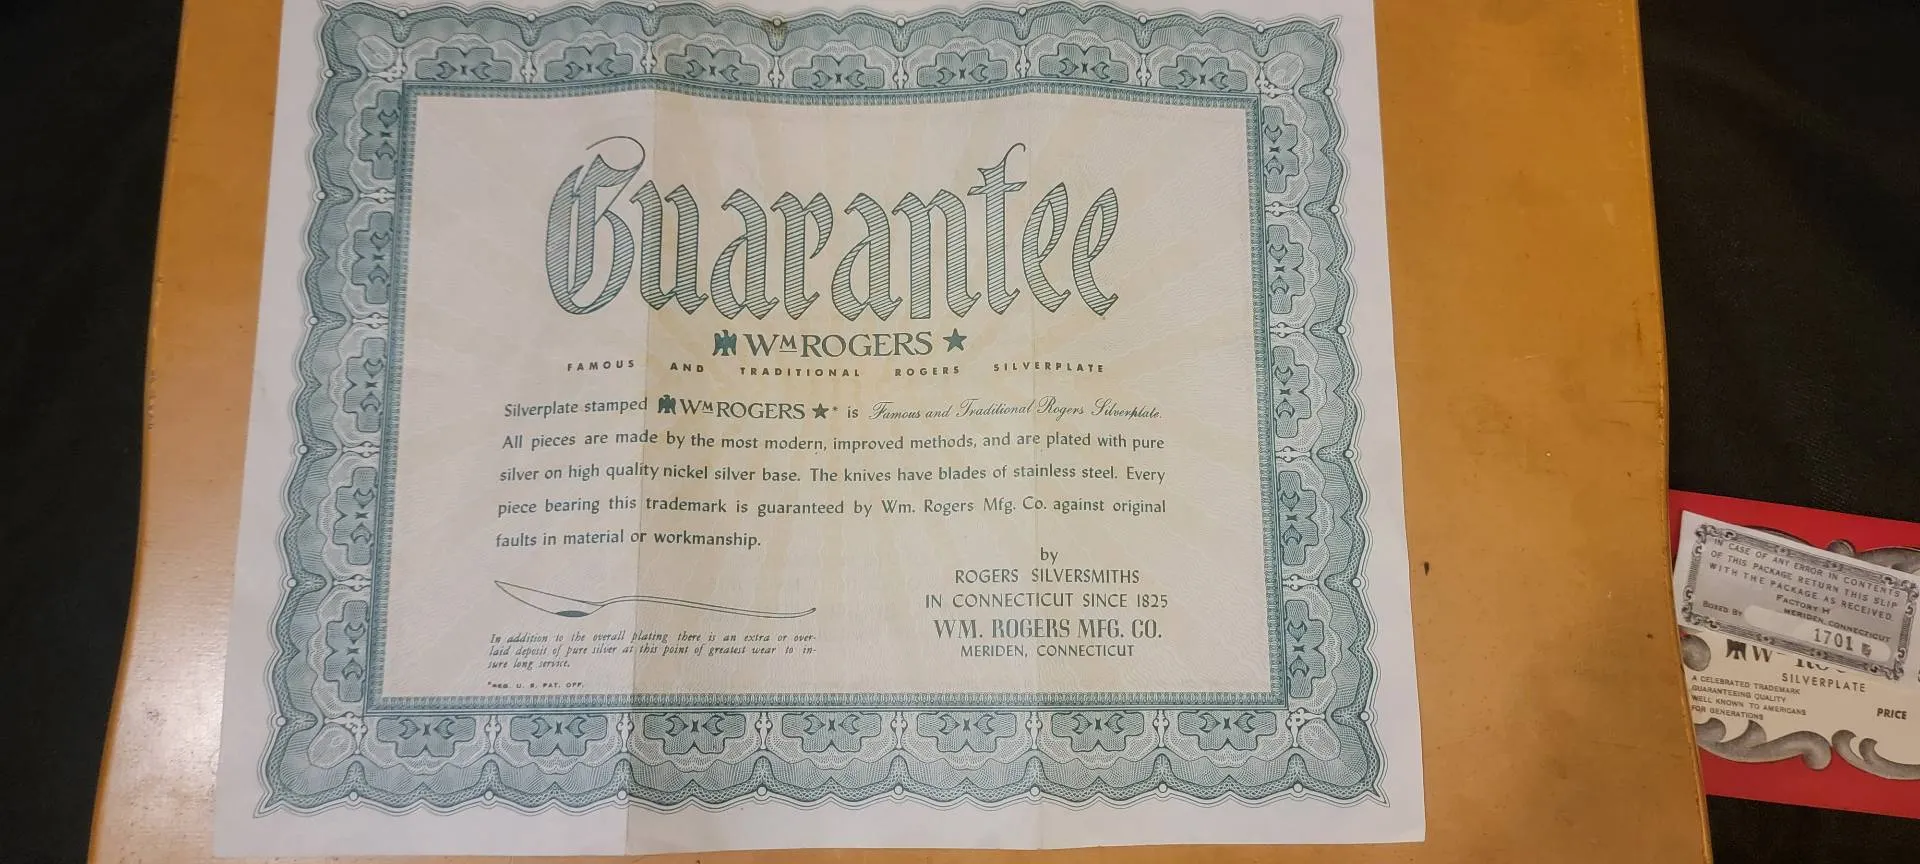 Guarantee
WM ROGERS
FAMOUS AND TRADITIONAL ROGERS SILVERPLATE
Silverplate stamped WM ROGERS ★* is Famous and Traditional Rogers Silverplate.
All pieces are made by the most modern, improved methods, and are plated with pure
silver on high quality nickel silver base. The knives have blades of stainless steel. Every
piece bearing this trademark is guaranteed by Wm. Rogers Mfg. Co. against original
faults in material or workmanship.
by
ROGERS SILVERSMITHS
IN CONNECTICUT SINCE 1825
WM. ROGERS MFG. CO.
MERIDEN, CONNECTICUT
In addition to the overall plating there is an extra or over-
laid deposit of pure silver at this point of greatest wear to in-
sure long service.
*REG. U. S. PAT. OFF.
IN CASE OF ANY ERROR IN CONTENTS
OF THIS PACKAGE RETURN THIS SLIP
WITH THE PACKAGE AS RECEIVED.
FACTORY H
MERIDEN, CONNECTICUT
BOXED BY
1701
SILVERPLATE
A CELEBRATED TRADEMARK
GUARANTEEING QUALITY
WELL KNOWN TO AMERICANS
FOR GENERATIONS
PRICE